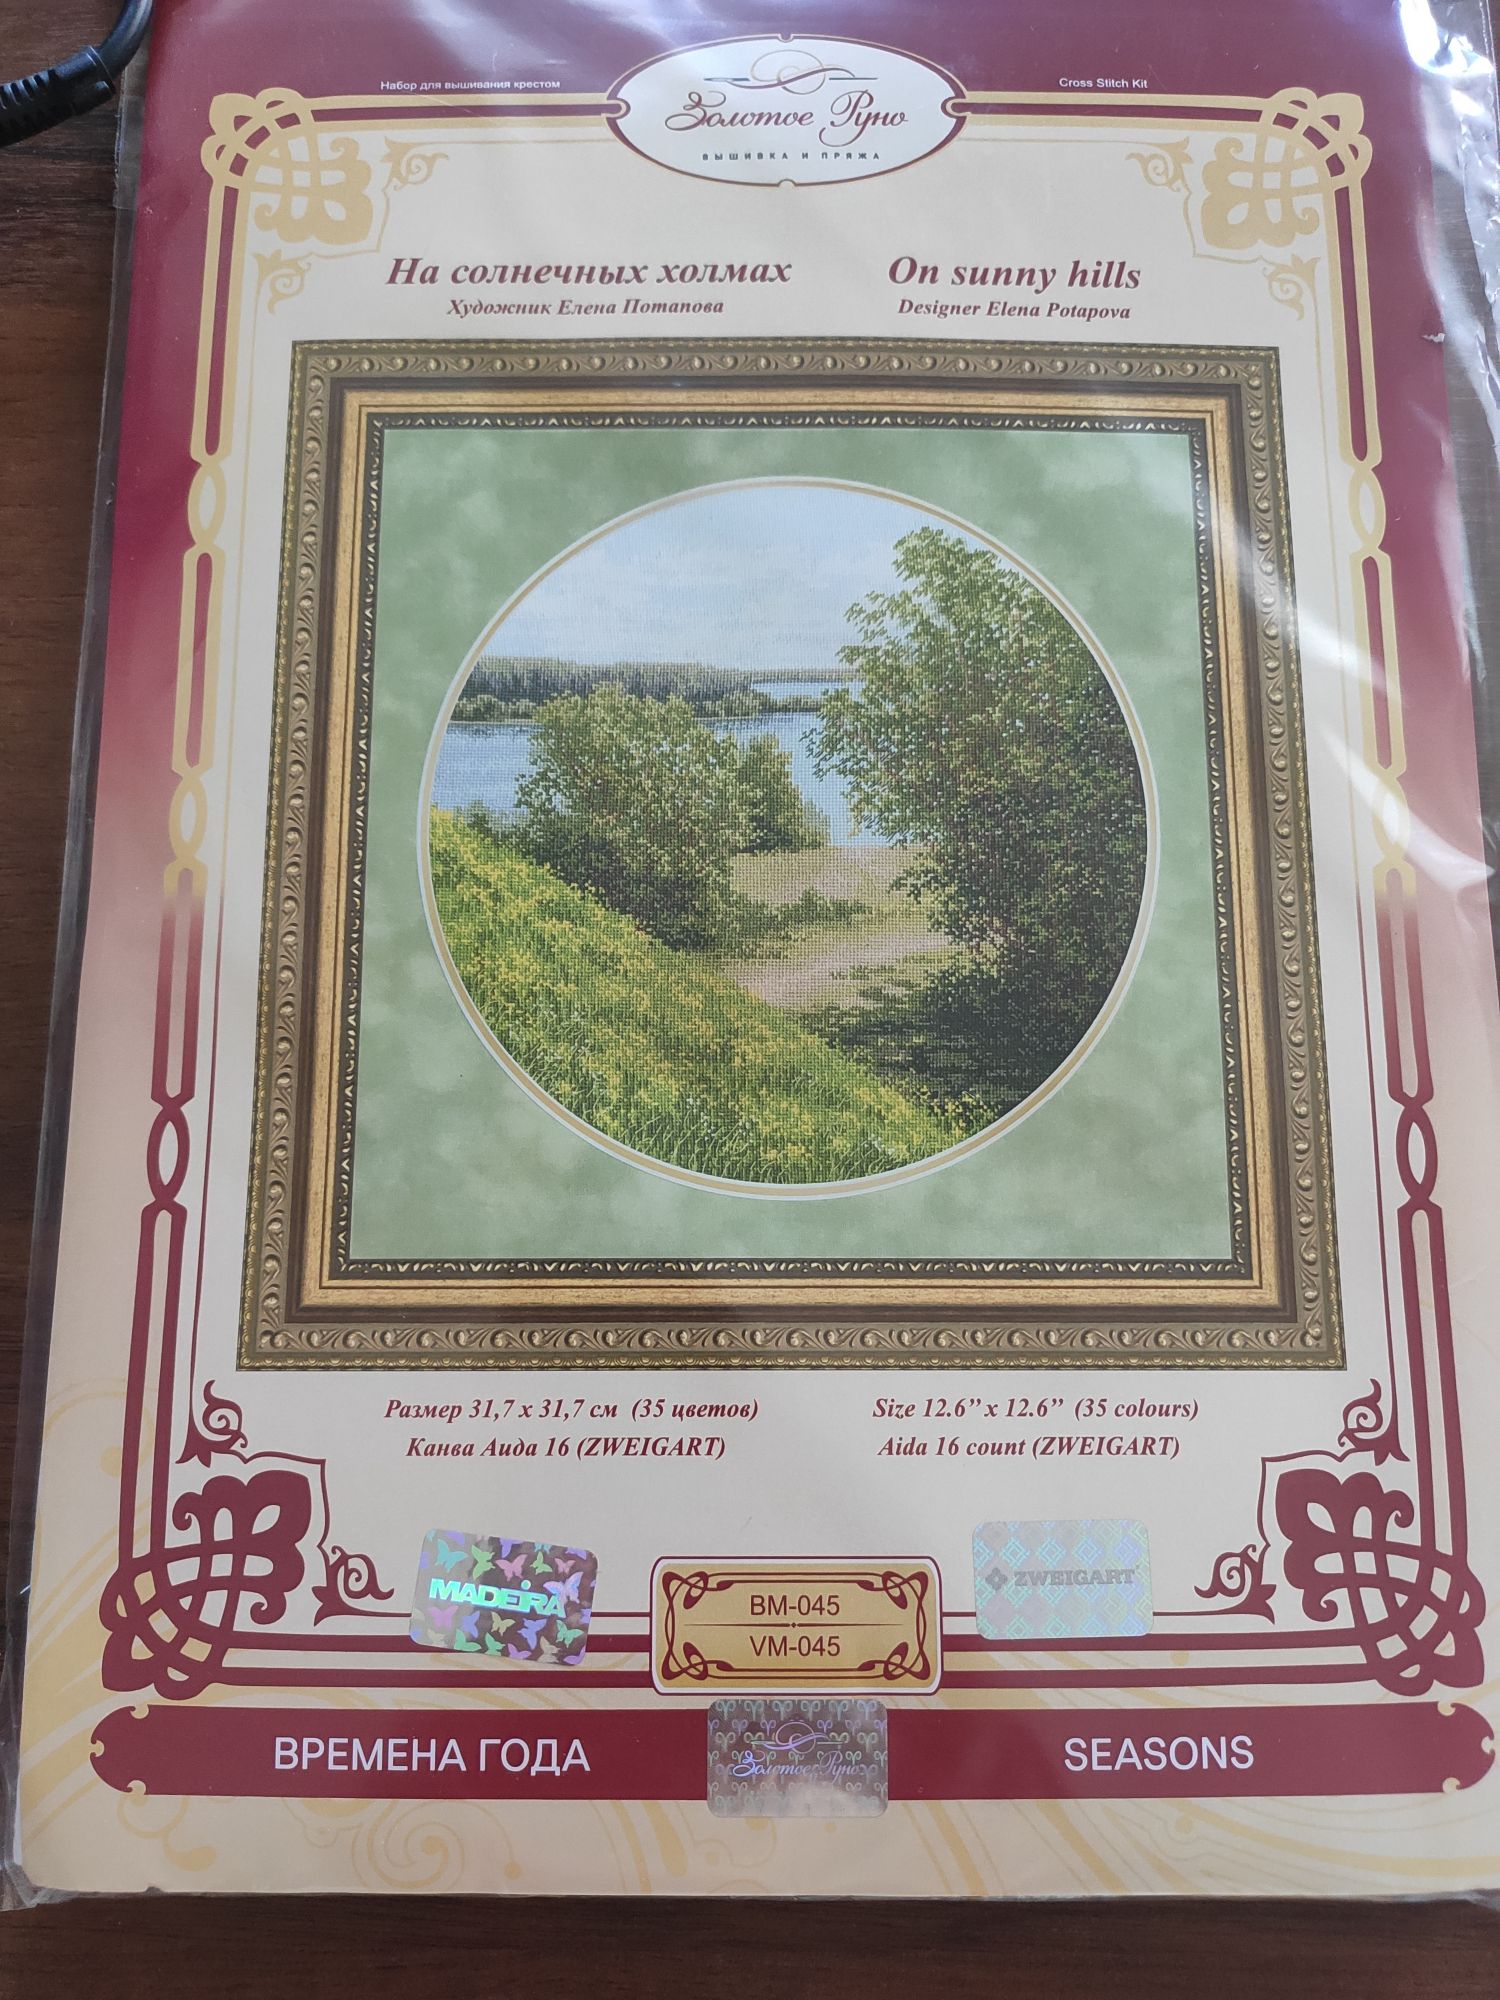 Набор для вышивания крестом
Cross Stitch Kit
Золотое Руно
ВЫШИВКА И ПРЯЖА
На солнечных холмах
Художник Елена Потапова
On sunny hills
Designer Elena Potapova
Размер 31,7 x 31,7 см (35 цветов)
Канва Аида 16 (ZWEIGART)
Size 12.6” x 12.6” (35 colours)
Aida 16 count (ZWEIGART)
MADEIRA
ВМ-045
VM-045
ZWEIGART
ВРЕМЕНА ГОДА
Золотое Руно
SEASONS